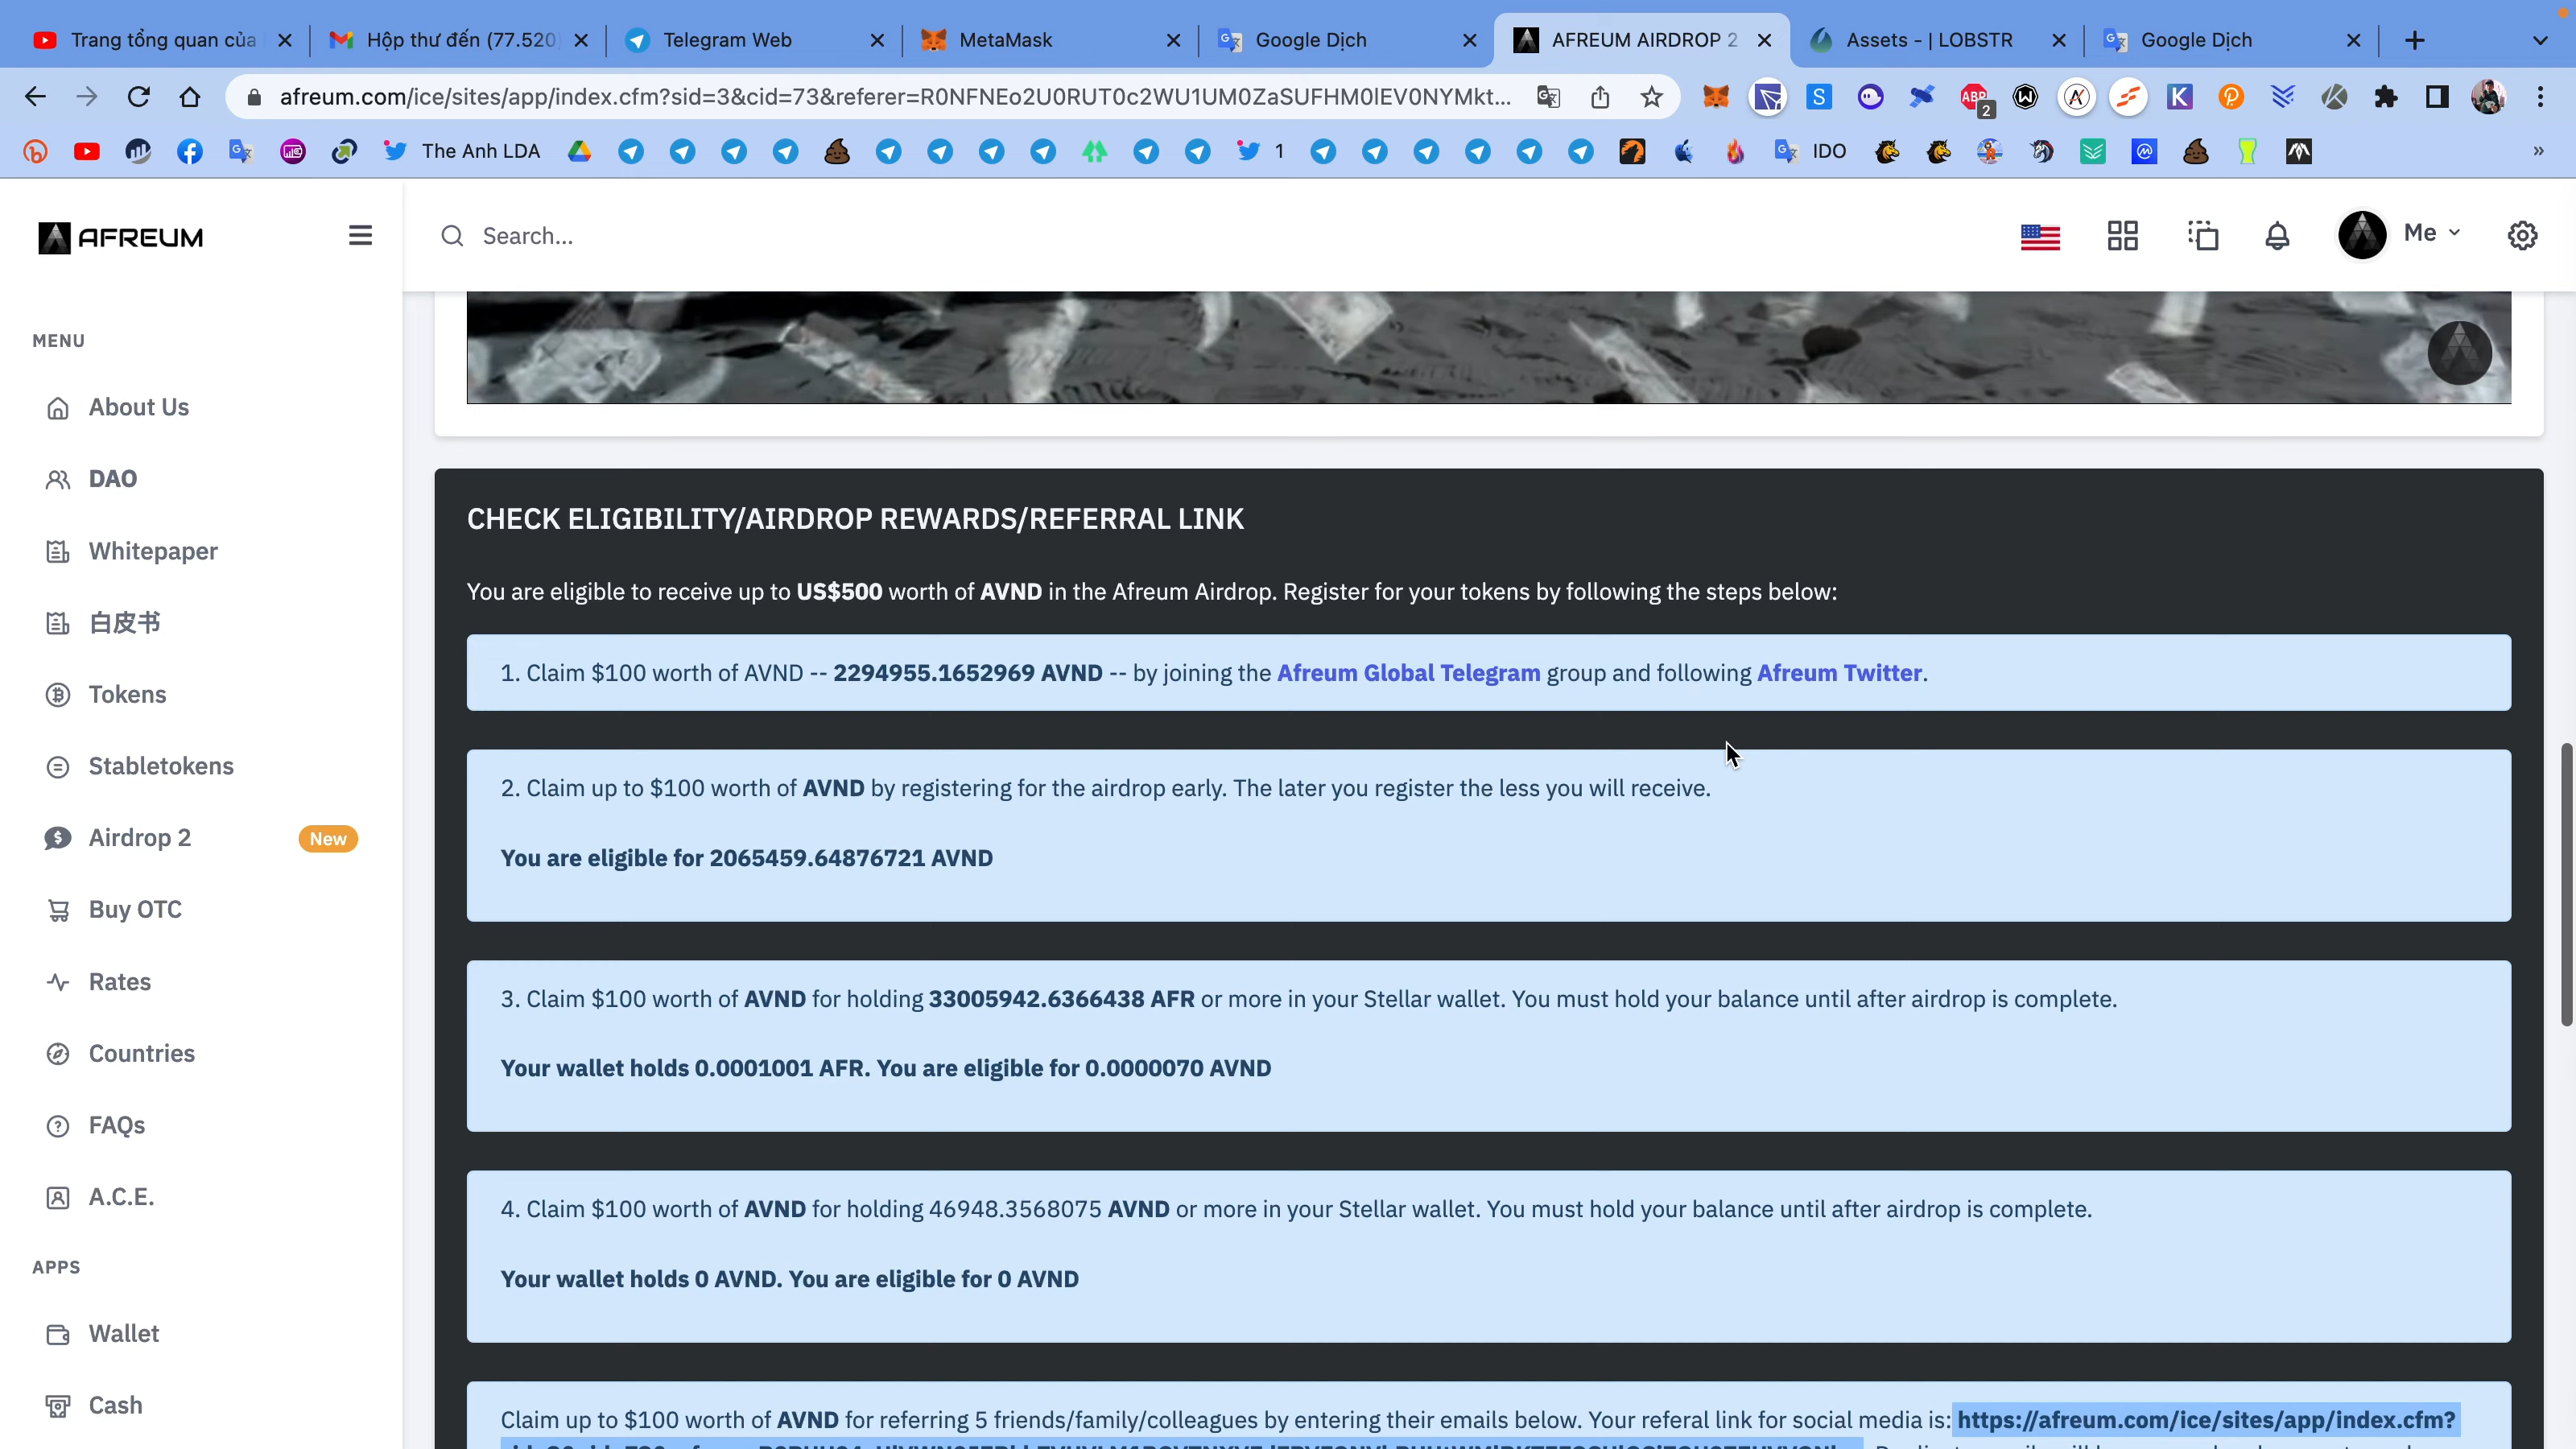 Trang tổng quan của
Hộp thư đến (77.520)
Telegram Web
MetaMask
Google Dịch
AFREUM AIRDROP 2
Assets - | LOBSTR
Google Dịch
afreum.com/ice/sites/app/index.cfm?sid=3&cid=73&referer=R0NFNEo2U0RUT0c2WU1UM0ZaSUFHM0lEV0NYMkt...
ABP
2
The Anh LDA
1
IDO
»
AFREUM
Search...
Me
MENU
About Us
DAO
Whitepaper
白皮书
Tokens
Stabletokens
Airdrop 2
New
Buy OTC
Rates
Countries
FAQs
A.C.E.
APPS
Wallet
Cash
CHECK ELIGIBILITY/AIRDROP REWARDS/REFERRAL LINK
You are eligible to receive up to US$500 worth of AVND in the Afreum Airdrop. Register for your tokens by following the steps below:
1. Claim $100 worth of AVND -- 2294955.1652969 AVND -- by joining the Afreum Global Telegram group and following Afreum Twitter.
2. Claim up to $100 worth of AVND by registering for the airdrop early. The later you register the less you will receive.
You are eligible for 2065459.64876721 AVND
3. Claim $100 worth of AVND for holding 33005942.6366438 AFR or more in your Stellar wallet. You must hold your balance until after airdrop is complete.
Your wallet holds 0.0001001 AFR. You are eligible for 0.0000070 AVND
4. Claim $100 worth of AVND for holding 46948.3568075 AVND or more in your Stellar wallet. You must hold your balance until after airdrop is complete.
Your wallet holds 0 AVND. You are eligible for 0 AVND
Claim up to $100 worth of AVND for referring 5 friends/family/colleagues by entering their emails below. Your referal link for social media is: https://afreum.com/ice/sites/app/index.cfm?